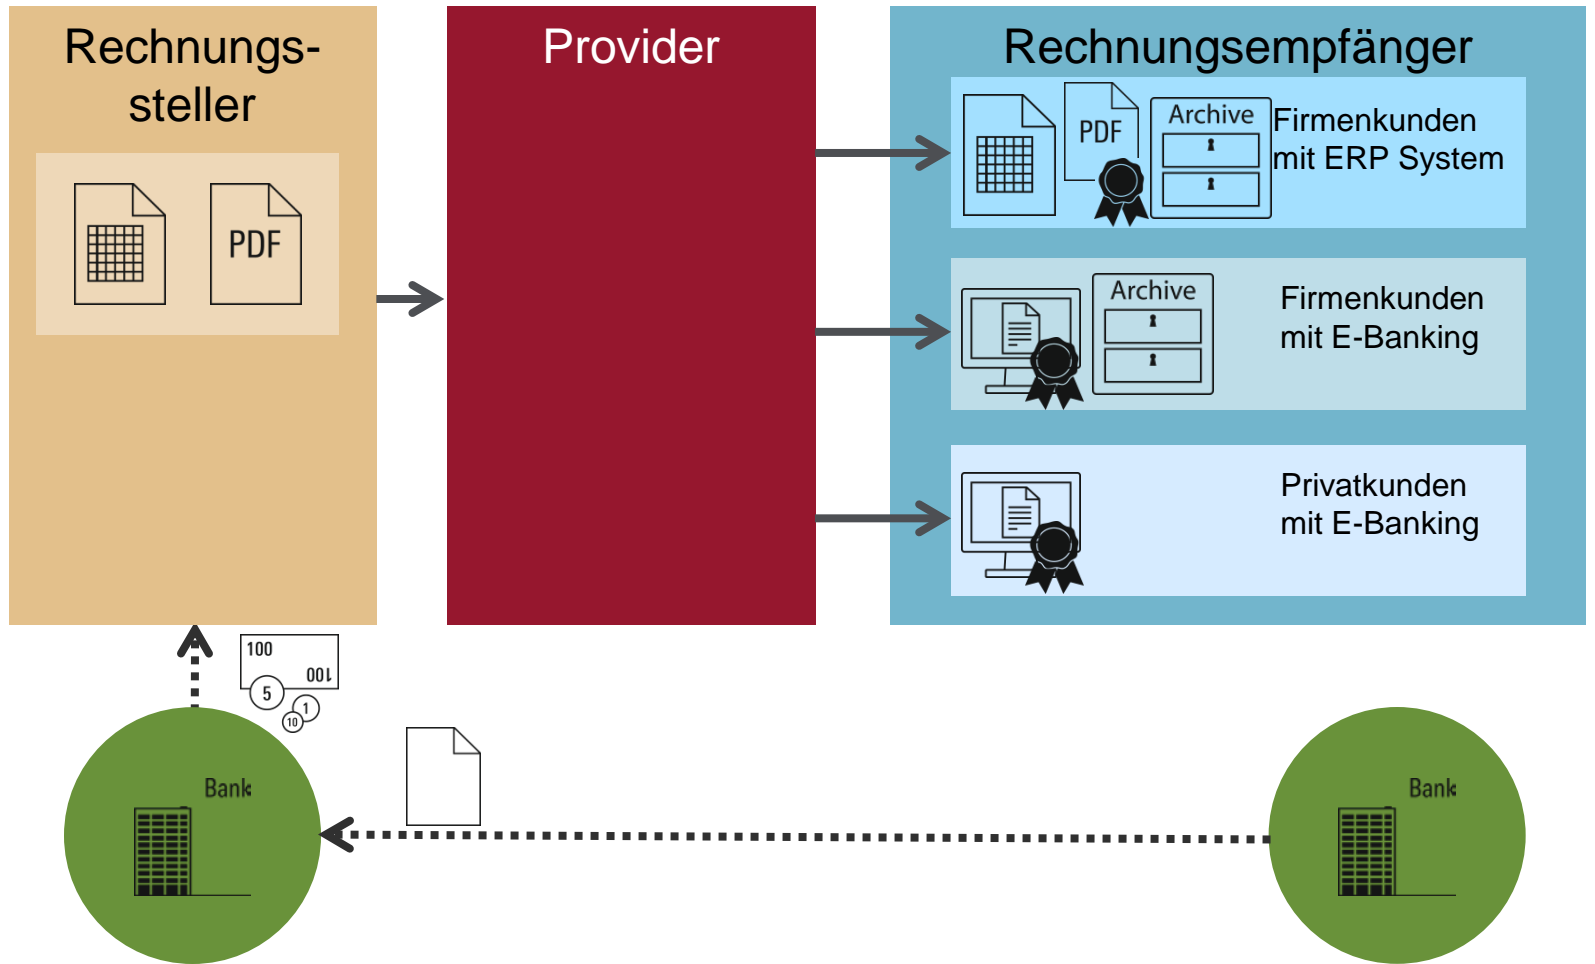 Rechnungs-
steller
Provider
Rechnungsempfänger
PDF
PDF
Archive
Firmenkunden
mit ERP System
Archive
Firmenkunden
mit E-Banking
Privatkunden
mit E-Banking
100
100
5
1
10
Bank
Bank